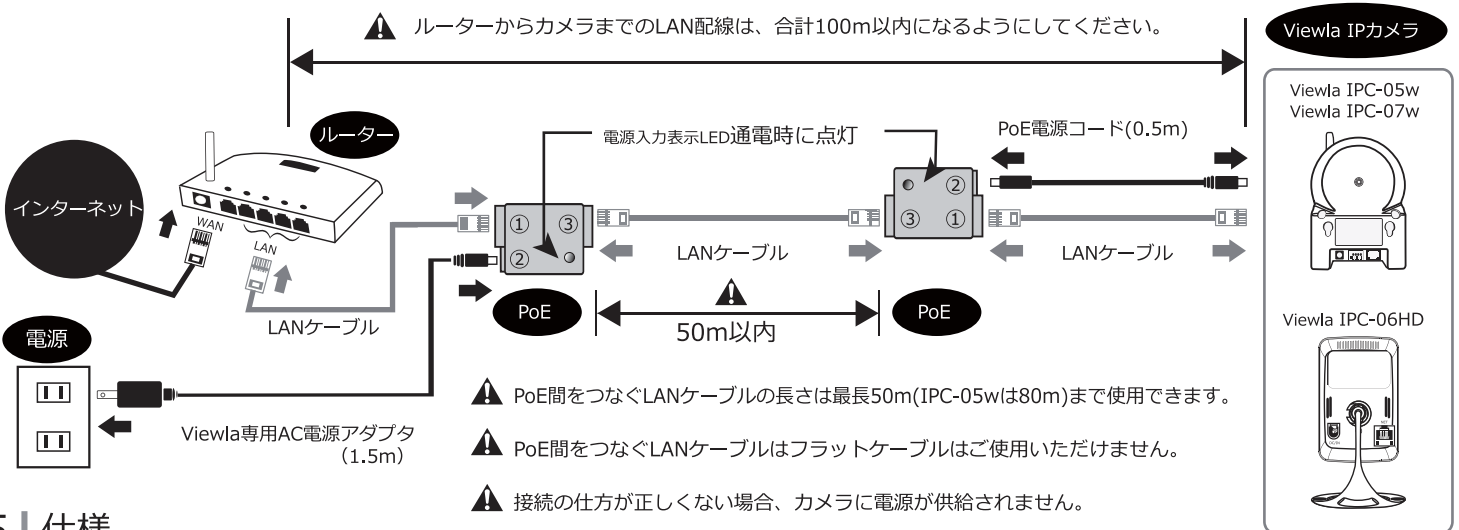 ルーターからカメラまでのLAN配線は、合計100m以内になるようにしてください。
Viewla IPカメラ
Viewla IPC-05w
Viewla IPC-07w
ルーター
電源入力表示LED通電時に点灯
PoE電源コード(0.5m)
インターネット
WAN
LAN
① ③
②
②
③ ①
LANケーブル
LANケーブル
LANケーブル
PoE
PoE
50m以内
Viewla IPC-06HD
電源
Viewla専用AC電源アダプタ
(1.5m)
PoE間をつなぐLANケーブルの長さは最長50m(IPC-05wは80m)まで使用できます。
PoE間をつなぐLANケーブルはフラットケーブルはご使用いただけません。
接続の仕方が正しくない場合、カメラに電源が供給されません。
仕様